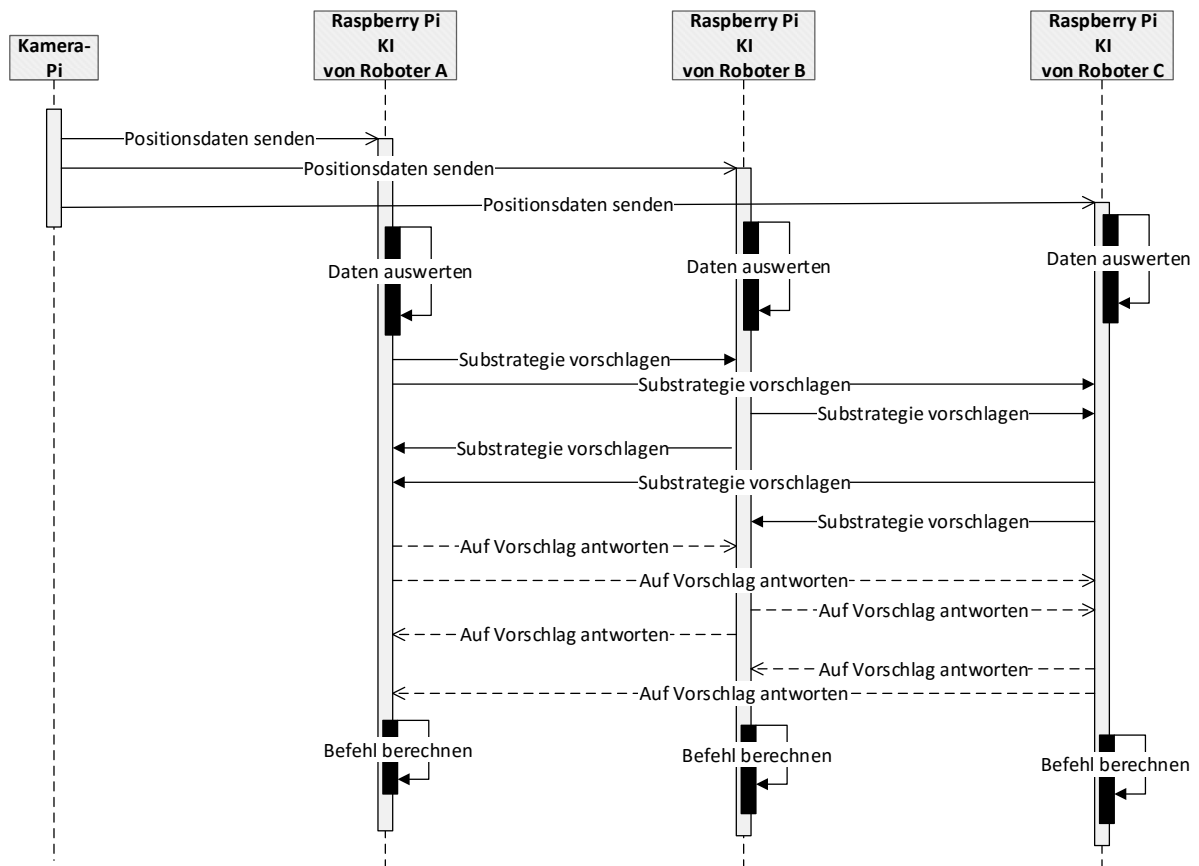 Kamera-
Pi
Raspberry Pi
KI
von Roboter A
Raspberry Pi
KI
von Roboter B
Raspberry Pi
KI
von Roboter C
Positionsdaten senden
Positionsdaten senden
Positionsdaten senden
Daten auswerten
Daten auswerten
Daten auswerten
Substrategie vorschlagen
Substrategie vorschlagen
Substrategie vorschlagen
Substrategie vorschlagen
Substrategie vorschlagen
Substrategie vorschlagen
Auf Vorschlag antworten
Auf Vorschlag antworten
Auf Vorschlag antworten
Auf Vorschlag antworten
Auf Vorschlag antworten
Auf Vorschlag antworten
Befehl berechnen
Befehl berechnen
Befehl berechnen